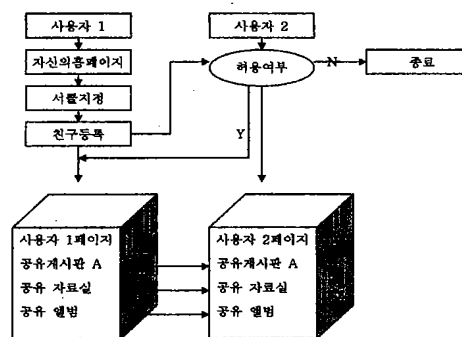 사용자 1
사용자 2
자신의홈페이지
허용여부
N
종료
서로지정
친구등록
Y
사용자 1페이지
공유게시판 A
공유 자료실
공유 앨범
사용자 2페이지
공유게시판 A
공유 자료실
공유 앨범